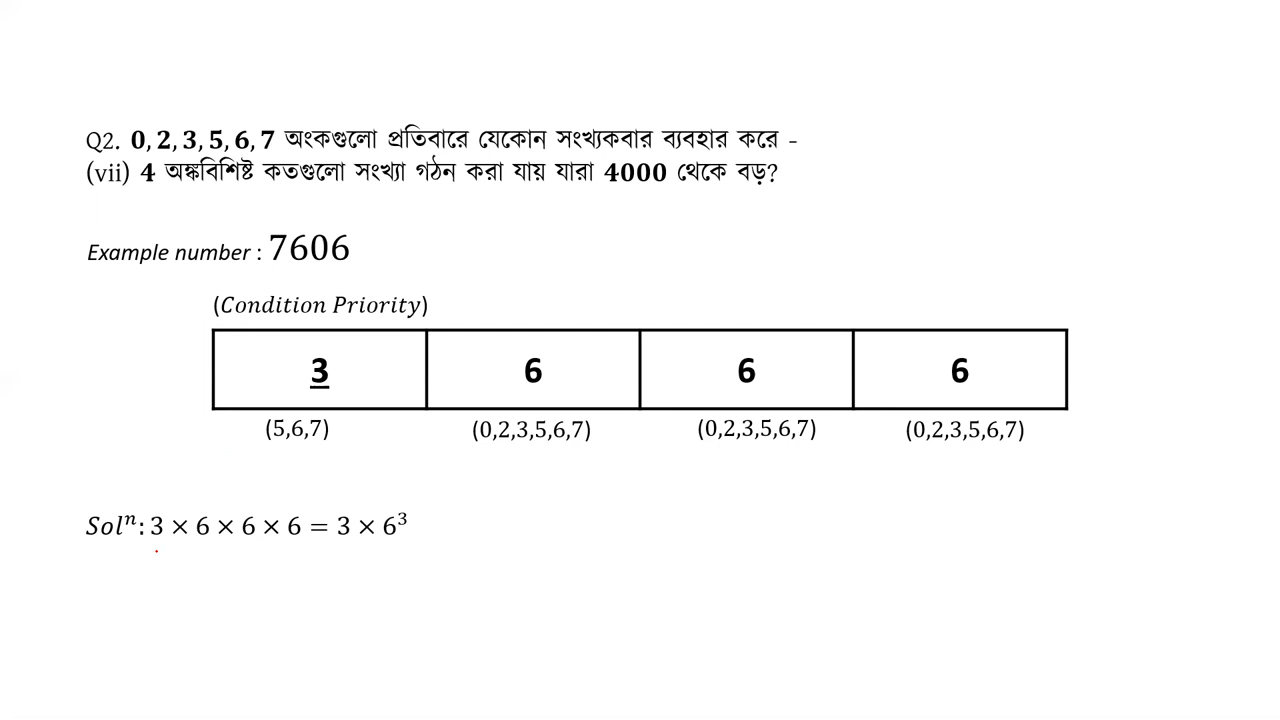 Q2. 0, 2, 3, 5, 6, 7 অংকগুলো প্রতিবারে যেকোন সংখ্যকবার ব্যবহার করে -
(vii) 4 অঙ্কবিশিষ্ট কতগুলো সংখ্যা গঠন করা যায় যারা 4000 থেকে বড়?
Example number : 7606
(Condition Priority)
3 6 6 6
(5,6,7) (0,2,3,5,6,7) (0,2,3,5,6,7) (0,2,3,5,6,7)
Solⁿ: 3 × 6 × 6 × 6 = 3 × 6³